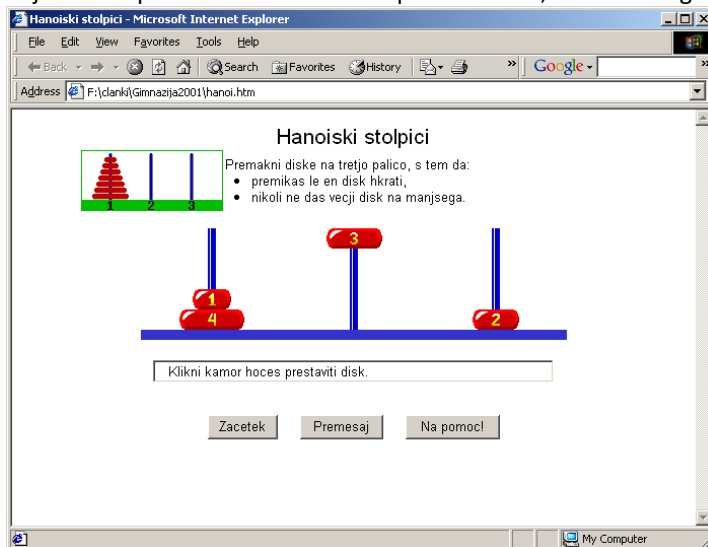 Hanoiski stolpici - Microsoft Internet Explorer
File Edit View Favorites Tools Help
Back Search Favorites History » Google »
Address F:\clanki\Gimnazija2001\hanoi.htm
Hanoiski stolpici
Premakni diske na tretjo palico, s tem da:
premikas le en disk hkrati,
nikoli ne das vecji disk na manjsega.
1 2 3
3
1
4 2
Klikni kamor hoces prestaviti disk.
Zacetek Premesaj Na pomoc!
My Computer